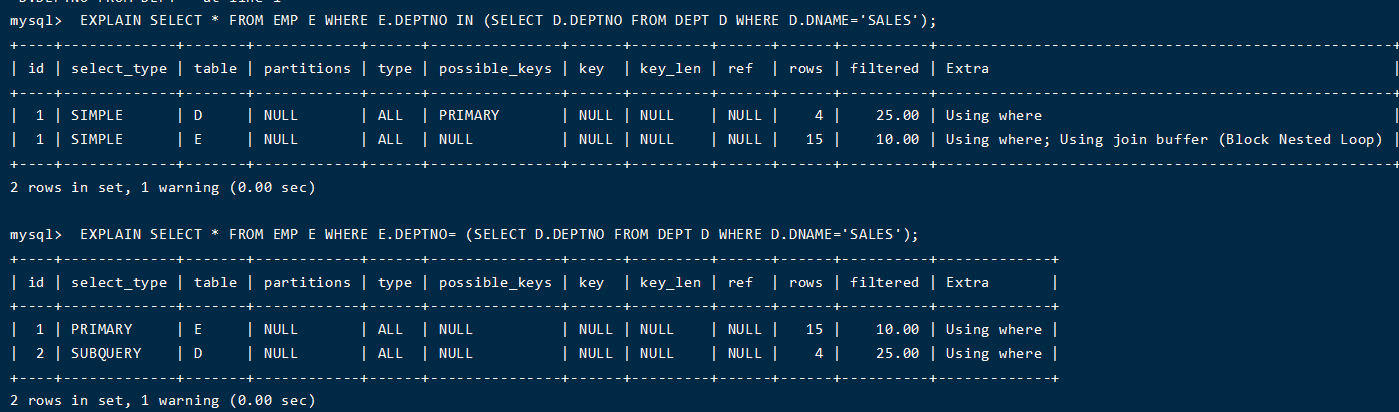 D.DEPTNO FROM DEPT   at line 1
mysql>  EXPLAIN SELECT * FROM EMP E WHERE E.DEPTNO IN (SELECT D.DEPTNO FROM DEPT D WHERE D.DNAME='SALES');
+----+-------------+-------+------------+------+---------------+------+---------+------+------+----------+----------------------------------------------------+
| id | select_type | table | partitions | type | possible_keys | key  | key_len | ref  | rows | filtered | Extra                                              |
+----+-------------+-------+------------+------+---------------+------+---------+------+------+----------+----------------------------------------------------+
|  1 | SIMPLE      | D     | NULL       | ALL  | PRIMARY       | NULL | NULL    | NULL |    4 |    25.00 | Using where                                        |
|  1 | SIMPLE      | E     | NULL       | ALL  | NULL          | NULL | NULL    | NULL |   15 |    10.00 | Using where; Using join buffer (Block Nested Loop) |
+----+-------------+-------+------------+------+---------------+------+---------+------+------+----------+----------------------------------------------------+
2 rows in set, 1 warning (0.00 sec)
mysql>  EXPLAIN SELECT * FROM EMP E WHERE E.DEPTNO= (SELECT D.DEPTNO FROM DEPT D WHERE D.DNAME='SALES');
+----+-------------+-------+------------+------+---------------+------+---------+------+------+----------+-------------+
| id | select_type | table | partitions | type | possible_keys | key  | key_len | ref  | rows | filtered | Extra       |
+----+-------------+-------+------------+------+---------------+------+---------+------+------+----------+-------------+
|  1 | PRIMARY     | E     | NULL       | ALL  | NULL          | NULL | NULL    | NULL |   15 |    10.00 | Using where |
|  2 | SUBQUERY    | D     | NULL       | ALL  | NULL          | NULL | NULL    | NULL |    4 |    25.00 | Using where |
+----+-------------+-------+------------+------+---------------+------+---------+------+------+----------+-------------+
2 rows in set, 1 warning (0.00 sec)